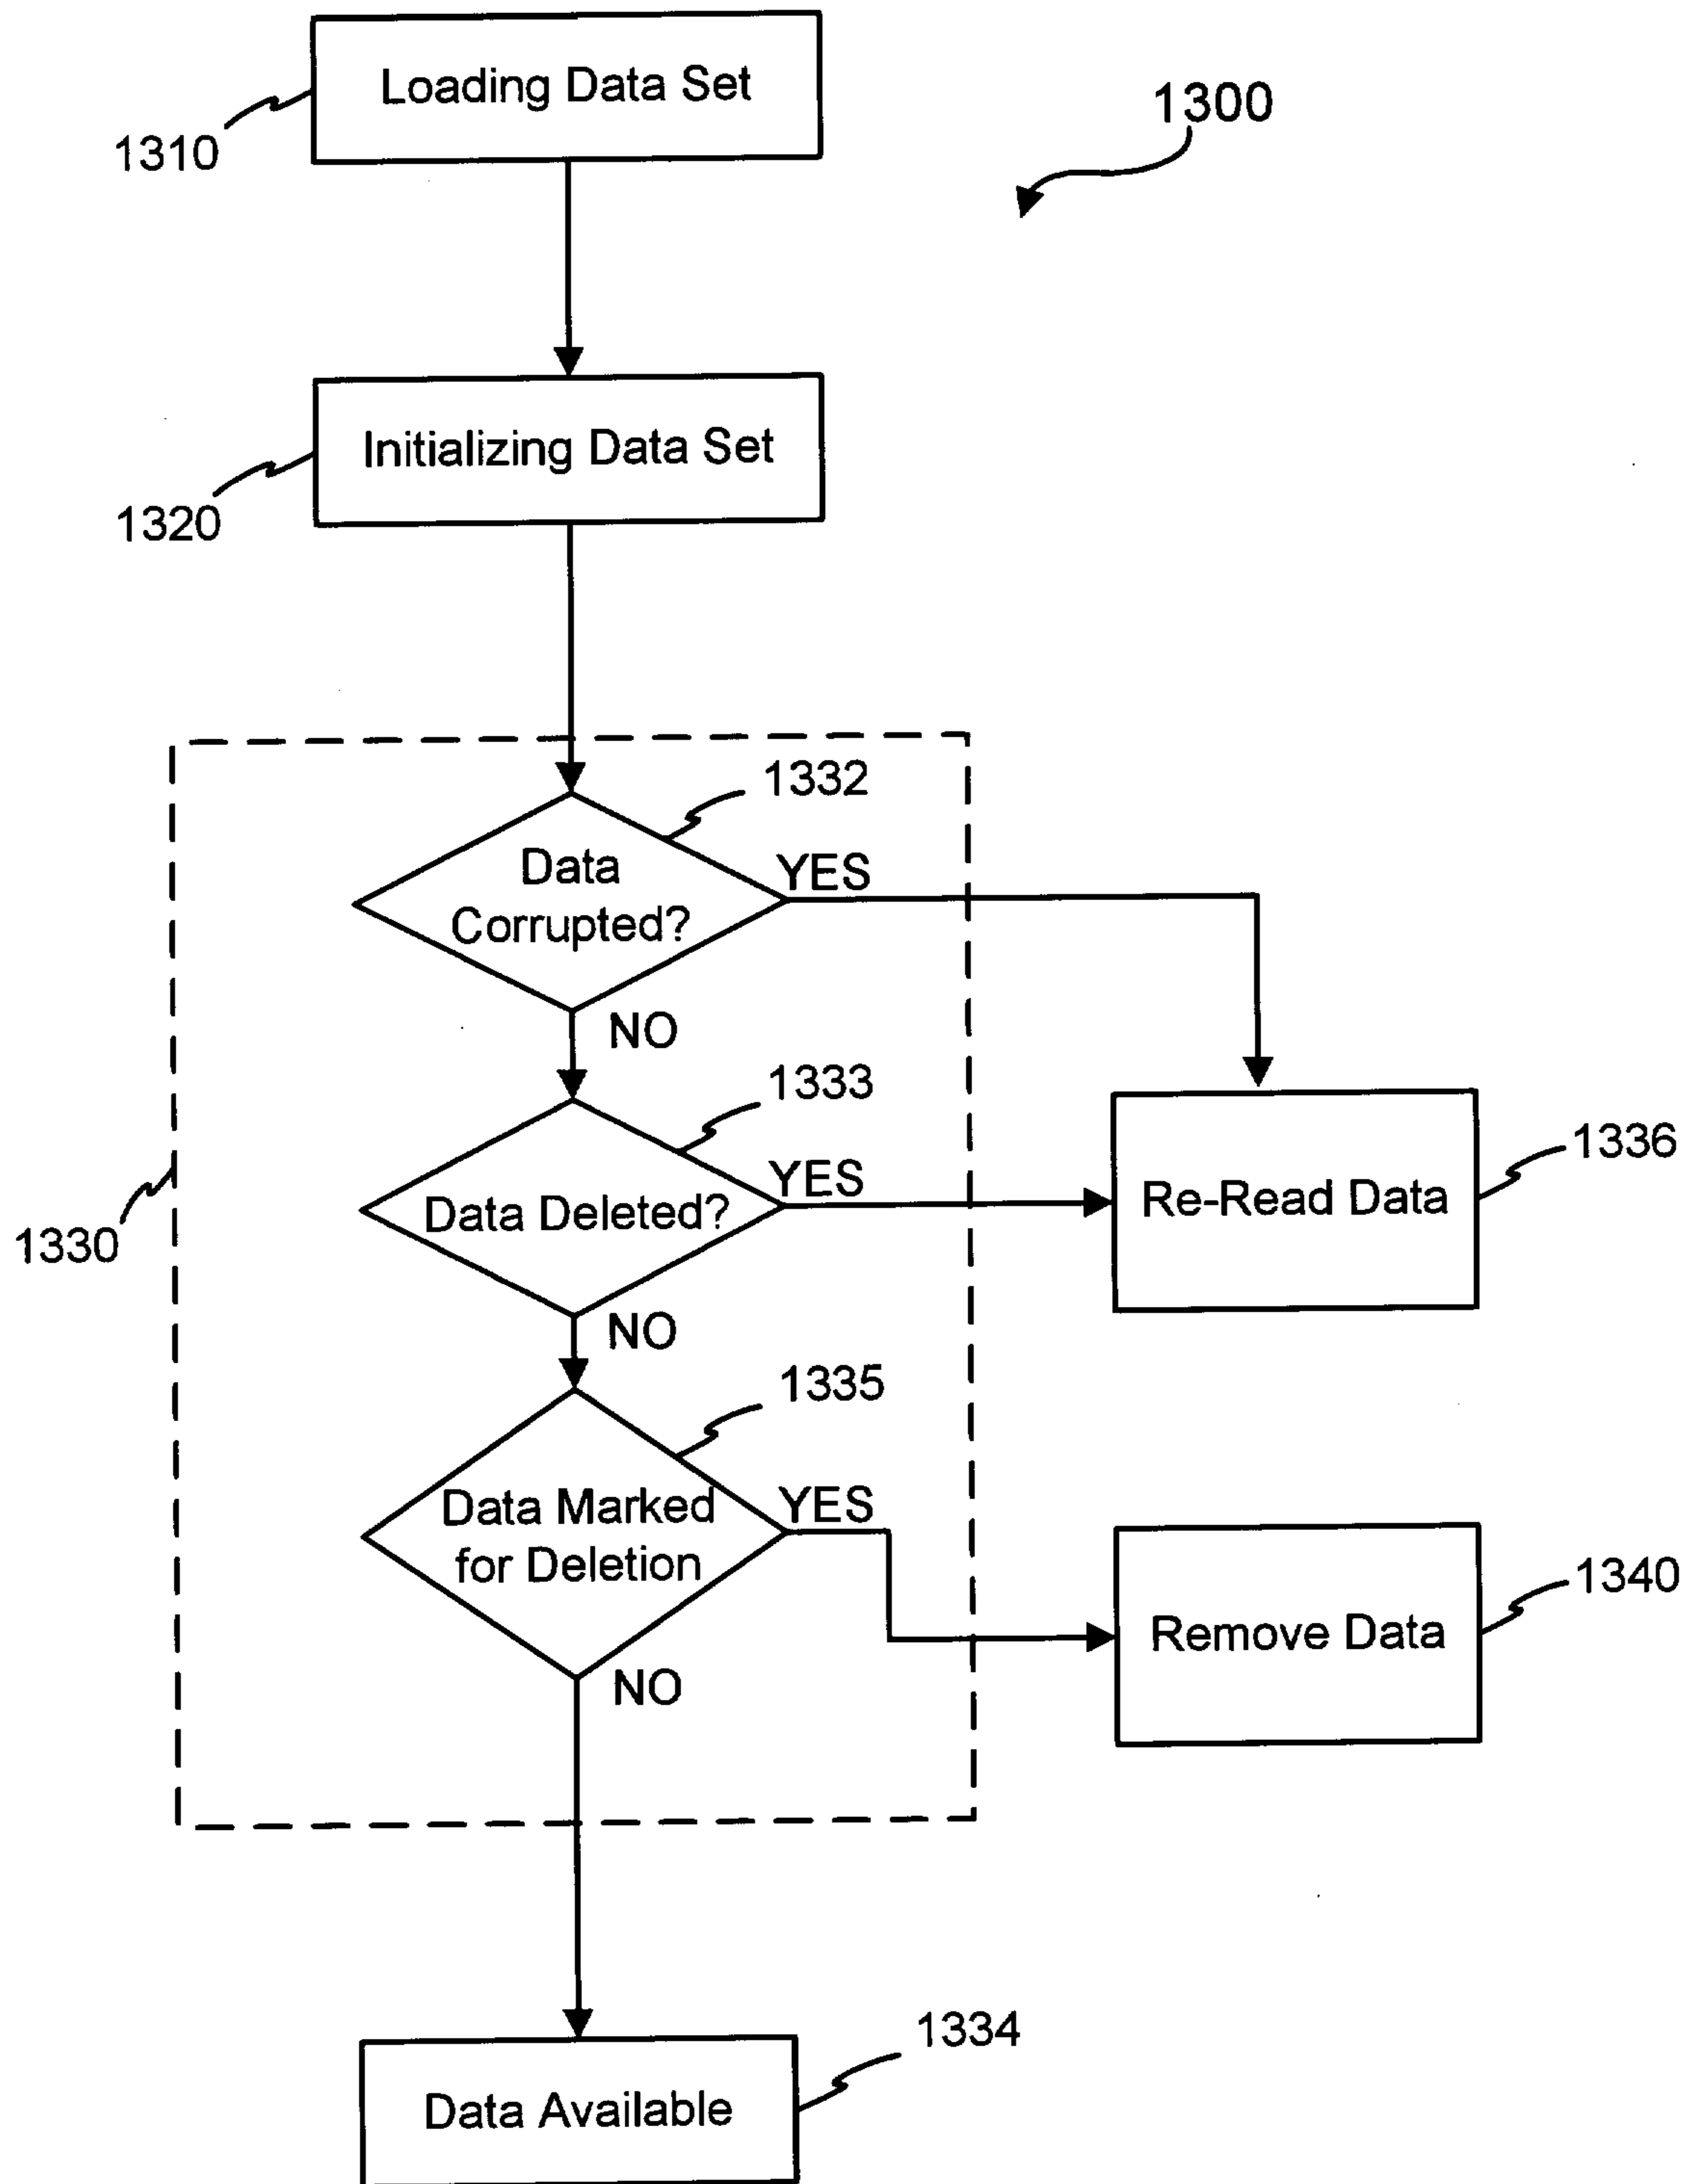 Loading Data Set
1310
1300
Initializing Data Set
1320
1332
Data
Corrupted?
YES
NO
1333
Data Deleted?
YES
1336
Re-Read Data
1330
NO
1335
Data Marked
for Deletion
YES
1340
Remove Data
NO
1334
Data Available